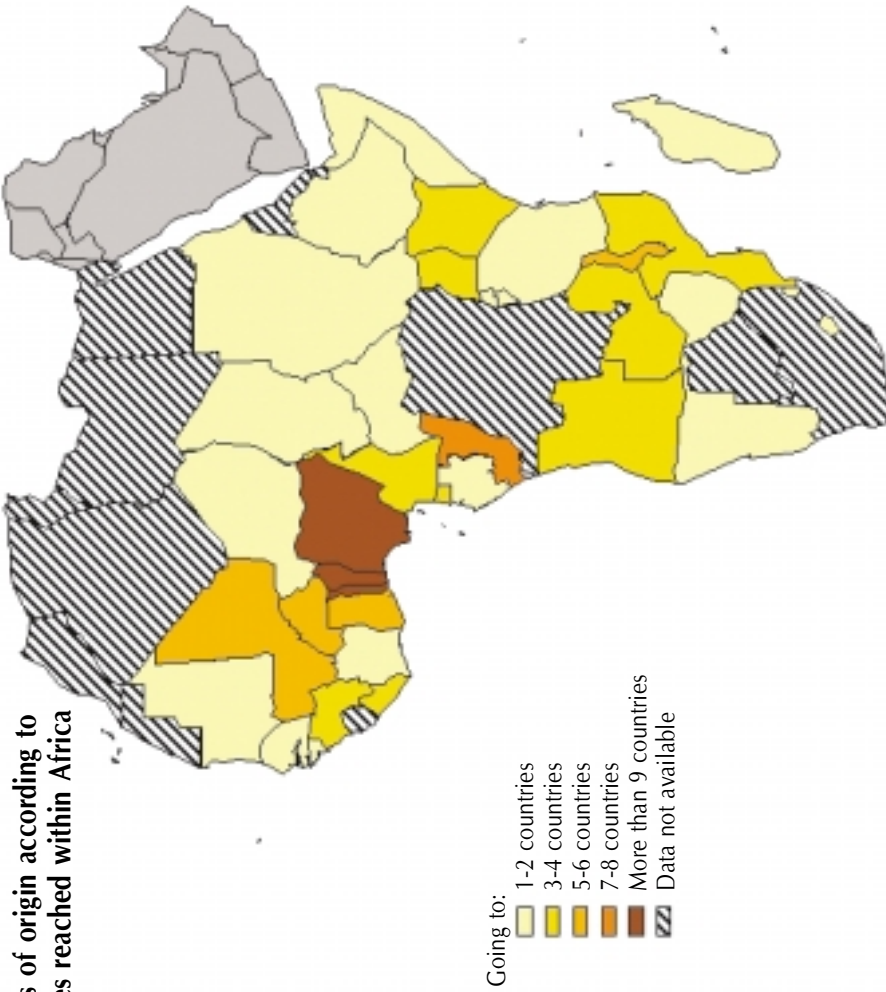 s of origin according to
es reached within Africa
Going to:
1-2 countries
3-4 countries
5-6 countries
7-8 countries
More than 9 countries
Data not available